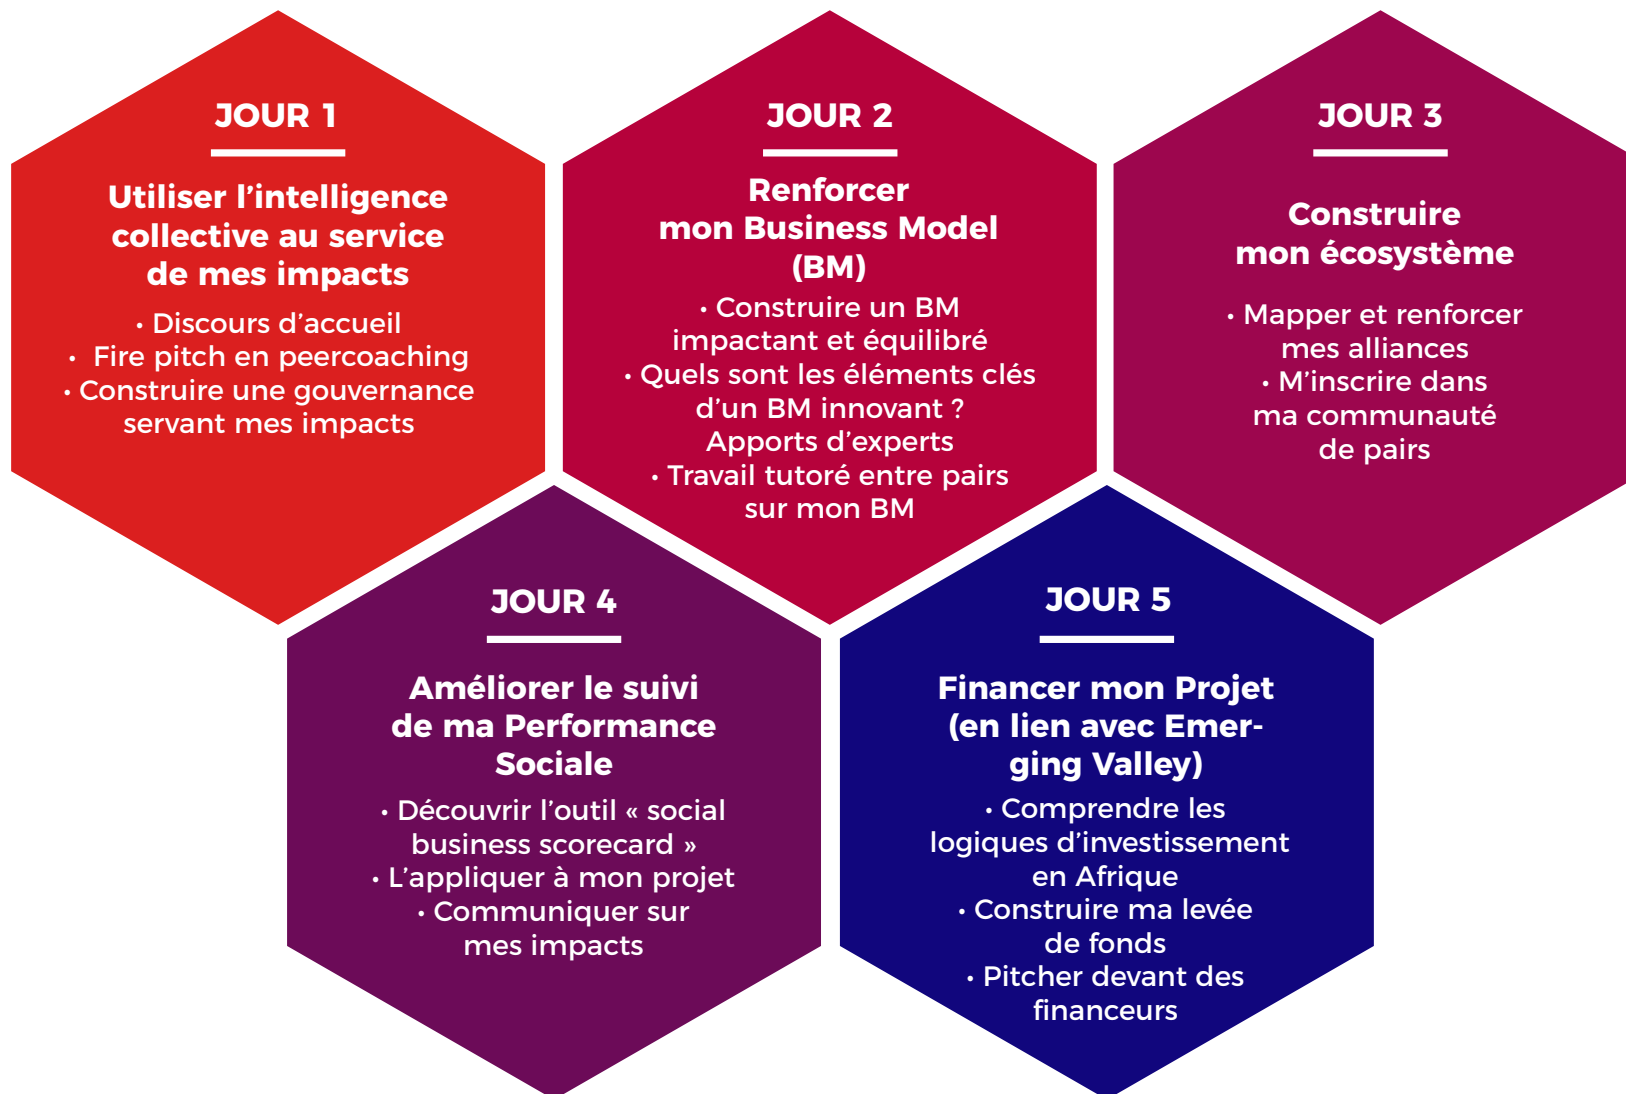 JOUR 1
Utiliser l’intelligence
collective au service
de mes impacts
• Discours d’accueil
• Fire pitch en peercoaching
• Construire une gouvernance
servant mes impacts
JOUR 2
Renforcer
mon Business Model
(BM)
• Construire un BM
impactant et équilibré
• Quels sont les éléments clés
d’un BM innovant ?
Apports d’experts
• Travail tutoré entre pairs
sur mon BM
JOUR 3
Construire
mon écosystème
• Mapper et renforcer
mes alliances
• M’inscrire dans
ma communauté
de pairs
JOUR 4
Améliorer le suivi
de ma Performance
Sociale
• Découvrir l’outil « social
business scorecard »
• L’appliquer à mon projet
• Communiquer sur
mes impacts
JOUR 5
Financer mon Projet
(en lien avec Emer-
ging Valley)
• Comprendre les
logiques d’investissement
en Afrique
• Construire ma levée
de fonds
• Pitcher devant des
financeurs